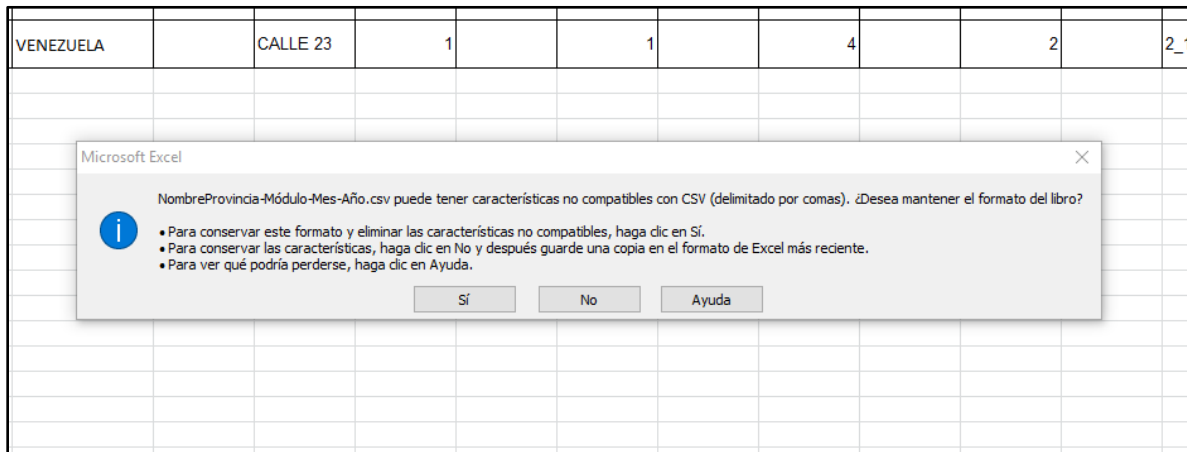 VENEZUELA CALLE 23 1 1 4 2 2_1
Microsoft Excel
NombreProvincia-Módulo-Mes-Año.csv puede tener características no compatibles con CSV (delimitado por comas). ¿Desea mantener el formato del libro?
• Para conservar este formato y eliminar las características no compatibles, haga clic en Sí.
• Para conservar las características, haga clic en No y después guarde una copia en el formato de Excel más reciente.
• Para ver qué podría perderse, haga clic en Ayuda.
Sí No Ayuda